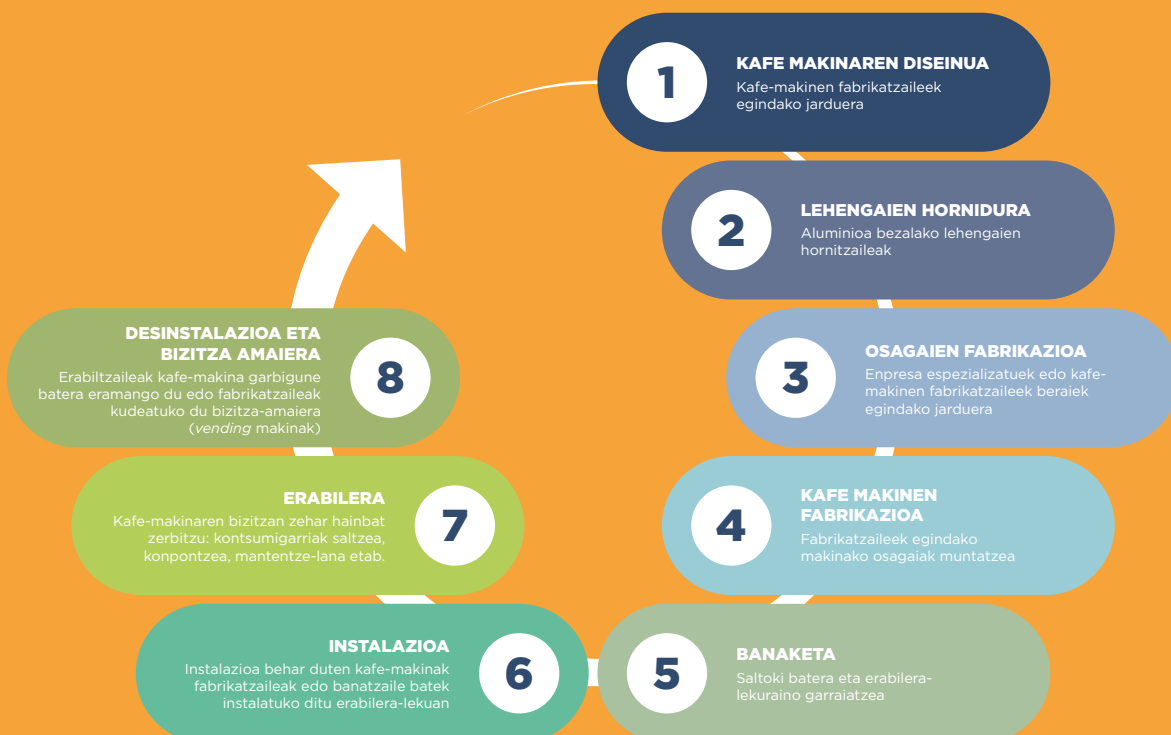 1
KAFE MAKINAREN DISEINUA
Kafe-makinen fabrikatzaileek
egindako jarduera
2
LEHENGAIEN HORNIDURA
Aluminioa bezalako lehengaien
hornitzaileak
3
OSAGAIEN FABRIKAZIOA
Enpresa espezializatuek edo kafe-
makinen fabrikatzaileek beraiek
egindako jarduera
4
KAFE MAKINEN
FABRIKAZIOA
Fabrikatzaileek egindako
makinako osagaiak muntatzea
5
BANAKETA
Saltoki batera eta erabilera-
lekuraino garraiatzea
6
INSTALAZIOA
Instalazioa behar duten kafe-makinak
fabrikatzaileak edo banatzaile batek
instalatuko ditu erabilera-lekuan
7
ERABILERA
Kafe-makinaren bizitzan zehar hainbat
zerbitzu: kontsumigarriak saltzea,
konpontzea, mantentze-lana etab.
8
DESINSTALAZIOA ETA
BIZITZA AMAIERA
Erabiltzaileak kafe-makina garbigune
batera eramango du edo fabrikatzaileak
kudeatuko du bizitza-amaiera
(vending makinak)